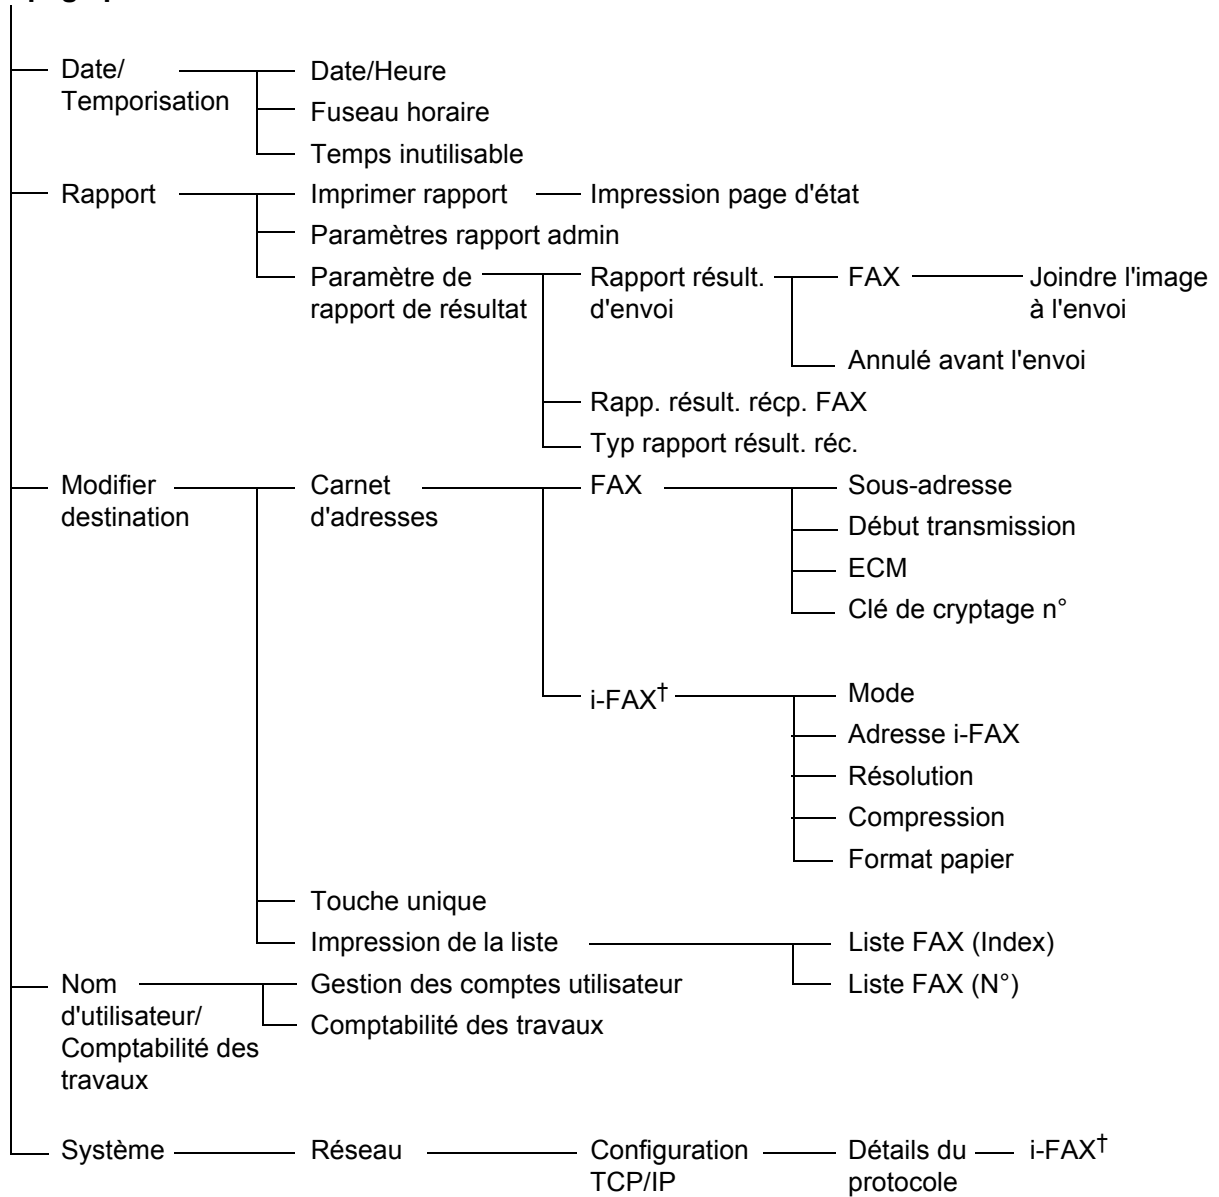 Date/
Temporisation
Date/Heure
Fuseau horaire
Temps inutilisable
Rapport
Imprimer rapport
Impression page d'état
Paramètres rapport admin
Paramètre de
rapport de résultat
Rapport résult.
d'envoi
FAX
Joindre l'image
à l'envoi
Annulé avant l'envoi
Rapp. résult. récp. FAX
Typ rapport résult. réc.
Modifier
destination
Carnet
d'adresses
FAX
Sous-adresse
Début transmission
ECM
Clé de cryptage n°
i-FAX†
Mode
Adresse i-FAX
Résolution
Compression
Format papier
Touche unique
Impression de la liste
Liste FAX (Index)
Liste FAX (N°)
Nom
d'utilisateur/
Comptabilité des
travaux
Gestion des comptes utilisateur
Comptabilité des travaux
Système
Réseau
Configuration
TCP/IP
Détails du
protocole
i-FAX†